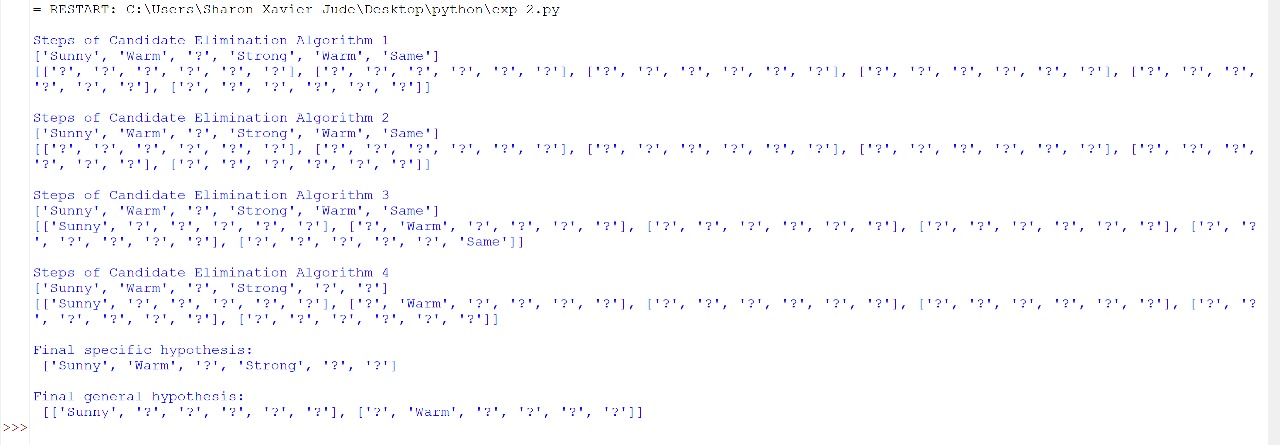 = RESTART: C:\Users\Sharon Xavier Jude\Desktop\python\exp 2.py
Steps of Candidate Elimination Algorithm 1
['Sunny', 'Warm', '?', 'Strong', 'Warm', 'Same']
[['?', '?', '?', '?', '?', '?'], ['?', '?', '?', '?', '?', '?'], ['?', '?', '?', '?', '?', '?'], ['?', '?', '?', '?', '?', '?'], ['?', '?', '?',
'?', '?', '?'], ['?', '?', '?', '?', '?', '?']]
Steps of Candidate Elimination Algorithm 2
['Sunny', 'Warm', '?', 'Strong', 'Warm', 'Same']
[['?', '?', '?', '?', '?', '?'], ['?', '?', '?', '?', '?', '?'], ['?', '?', '?', '?', '?', '?'], ['?', '?', '?', '?', '?', '?'], ['?', '?', '?',
'?', '?', '?'], ['?', '?', '?', '?', '?', '?']]
Steps of Candidate Elimination Algorithm 3
['Sunny', 'Warm', '?', 'Strong', 'Warm', 'Same']
[['Sunny', '?', '?', '?', '?', '?'], ['?', 'Warm', '?', '?', '?', '?'], ['?', '?', '?', '?', '?', '?'], ['?', '?', '?', '?', '?', '?'], ['?', '?
', '?', '?', '?', '?'], ['?', '?', '?', '?', '?', 'Same']]
Steps of Candidate Elimination Algorithm 4
['Sunny', 'Warm', '?', 'Strong', '?', '?']
[['Sunny', '?', '?', '?', '?', '?'], ['?', 'Warm', '?', '?', '?', '?'], ['?', '?', '?', '?', '?', '?'], ['?', '?', '?', '?', '?', '?'], ['?', '?
', '?', '?', '?', '?'], ['?', '?', '?', '?', '?', '?']]
Final specific hypothesis:
['Sunny', 'Warm', '?', 'Strong', '?', '?']
Final general hypothesis:
[['Sunny', '?', '?', '?', '?', '?'], ['?', 'Warm', '?', '?', '?', '?']]
>>>